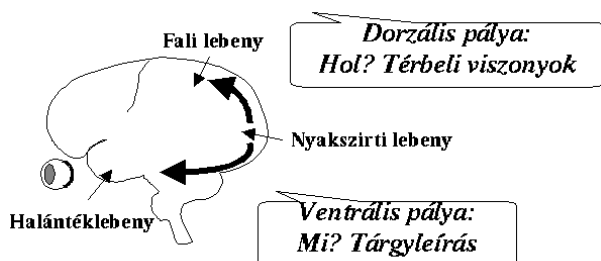 Fali lebeny
Dorzális pálya:
Hol? Térbeli viszonyok
Nyakszirti lebeny
Halántéklebeny
Ventrális pálya:
Mi? Tárgyleírás